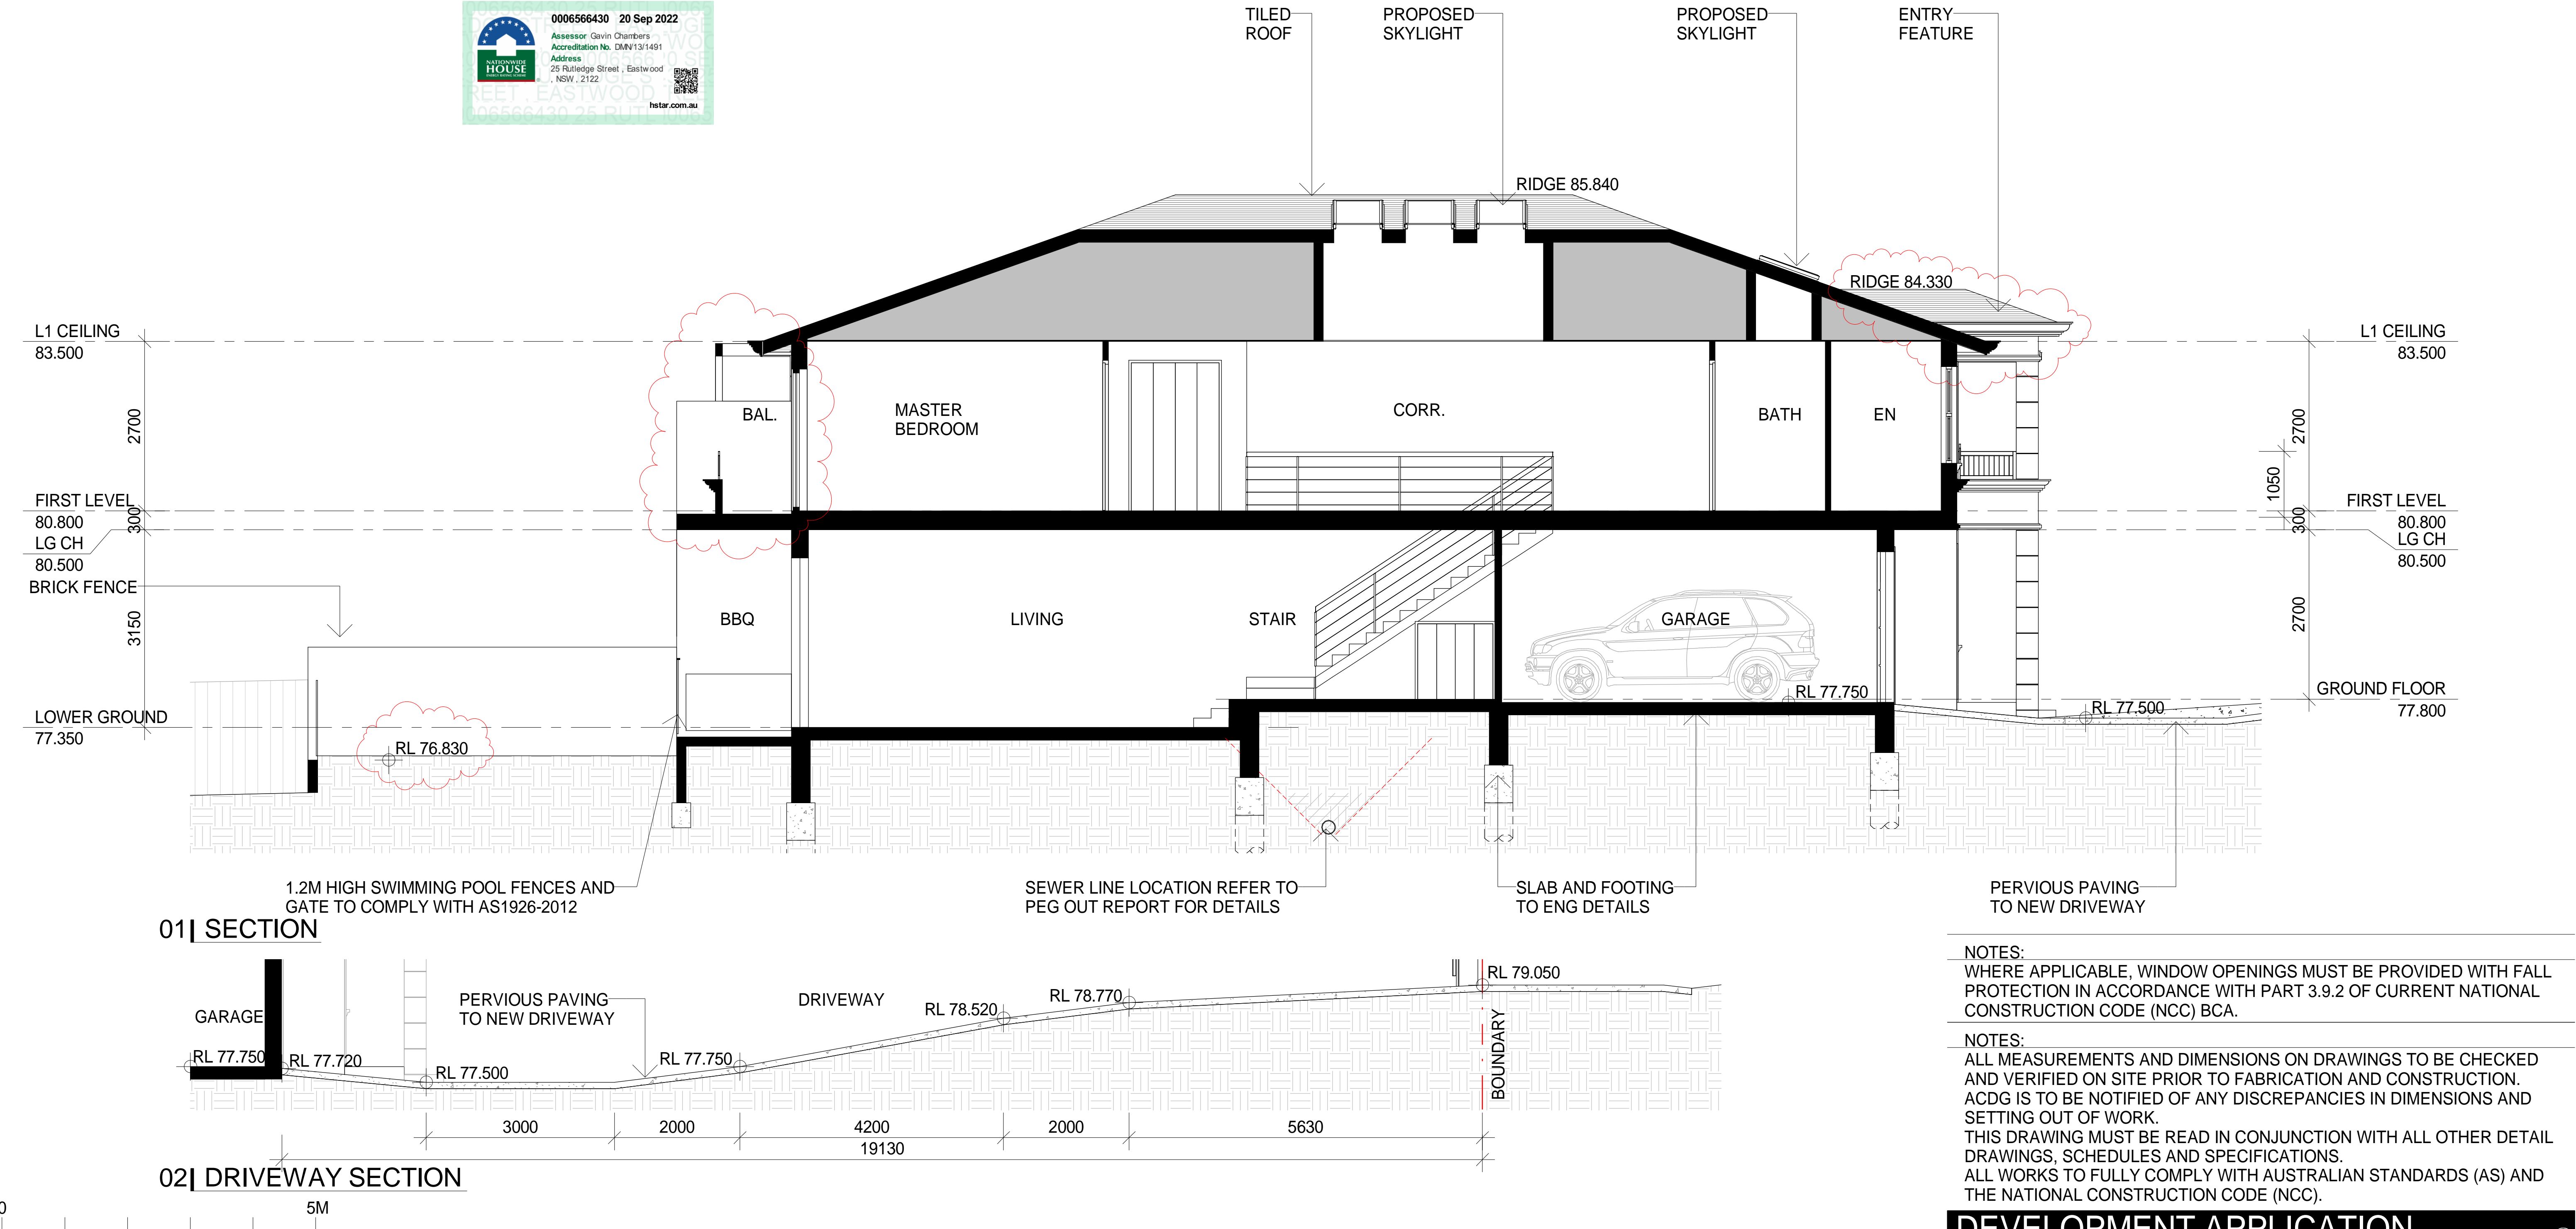 0006566430 20 Sep 2022
Assessor Gavin Chambers
Accreditation No. DMN/13/1491
Address
25 Rutledge Street , Eastwood
, NSW , 2122
NATIONWIDE
HOUSE
hstar.com.au
TILED
ROOF
PROPOSED
SKYLIGHT
PROPOSED
SKYLIGHT
ENTRY
FEATURE
RIDGE 85.840
RIDGE 84.330
L1 CEILING
83.500
L1 CEILING
83.500
2700
BAL.
MASTER
BEDROOM
CORR.
BATH
EN
2700
1050
FIRST LEVEL
80.800
300
LG CH
80.500
FIRST LEVEL
80.800
300
LG CH
80.500
BRICK FENCE
3150
BBQ
LIVING
STAIR
GARAGE
2700
RL 77.750
GROUND FLOOR
77.800
RL 77.500
LOWER GROUND
77.350
RL 76.830
1.2M HIGH SWIMMING POOL FENCES AND
GATE TO COMPLY WITH AS1926-2012
SEWER LINE LOCATION REFER TO
PEG OUT REPORT FOR DETAILS
SLAB AND FOOTING
TO ENG DETAILS
PERVIOUS PAVING
TO NEW DRIVEWAY
01| SECTION
GARAGE
PERVIOUS PAVING
TO NEW DRIVEWAY
DRIVEWAY
RL 77.750
RL 77.720
RL 77.500
RL 77.750
RL 78.520
RL 78.770
RL 79.050
BOUNDARY
3000
2000
4200
2000
5630
19130
02| DRIVEWAY SECTION
0
5M
NOTES:
WHERE APPLICABLE, WINDOW OPENINGS MUST BE PROVIDED WITH FALL
PROTECTION IN ACCORDANCE WITH PART 3.9.2 OF CURRENT NATIONAL
CONSTRUCTION CODE (NCC) BCA.
NOTES:
ALL MEASUREMENTS AND DIMENSIONS ON DRAWINGS TO BE CHECKED
AND VERIFIED ON SITE PRIOR TO FABRICATION AND CONSTRUCTION.
ACDG IS TO BE NOTIFIED OF ANY DISCREPANCIES IN DIMENSIONS AND
SETTING OUT OF WORK.
THIS DRAWING MUST BE READ IN CONJUNCTION WITH ALL OTHER DETAIL
DRAWINGS, SCHEDULES AND SPECIFICATIONS.
ALL WORKS TO FULLY COMPLY WITH AUSTRALIAN STANDARDS (AS) AND
THE NATIONAL CONSTRUCTION CODE (NCC).
DEVELOPMENT APPLICATION